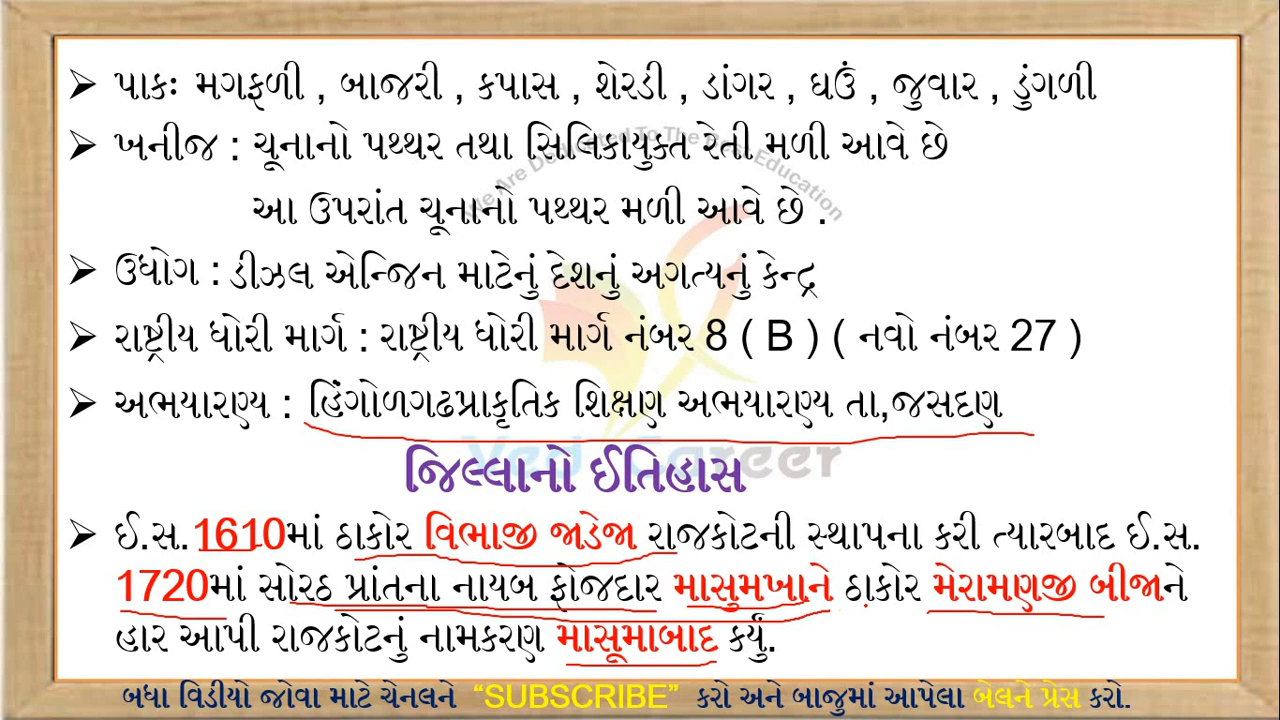 ➢ પાકઃ મગફળી , બાજરી , કપાસ , શેરડી , ડાંગર , ઘઉં , જુવાર , ડુંગળી
➢ ખનીજ : ચૂનાનો પથ્થર તથા સિલિકાયુક્ત રેતી મળી આવે છે
આ ઉપરાંત ચૂનાનો પથ્થર મળી આવે છે .
➢ ઉધોગ : ડીઝલ એન્જિન માટેનું દેશનું અગત્યનું કેન્દ્ર
➢ રાષ્ટ્રીય ધોરી માર્ગ : રાષ્ટ્રીય ધોરી માર્ગ નંબર 8 ( B ) ( નવો નંબર 27 )
➢ અભયારણ્ય : હિંગોળગઢપ્રાકૃતિક શિક્ષણ અભયારણ્ય તા,જસદણ
જિલ્લાનો ઈતિહાસ
➢ ઈ.સ.1610માં ઠાકોર વિભાજી જાડેજા રાજકોટની સ્થાપના કરી ત્યારબાદ ઈ.સ.
1720માં સોરઠ પ્રાંતના નાયબ ફોજદાર માસુમખાને ઠાકોર મેરામણજી બીજાને
હાર આપી રાજકોટનું નામકરણ માસૂમાબાદ કર્યું.
બધા વિડીયો જોવા માટે ચેનલને “SUBSCRIBE” કરો અને બાજુમાં આપેલા બેલને પ્રેસ કરો.